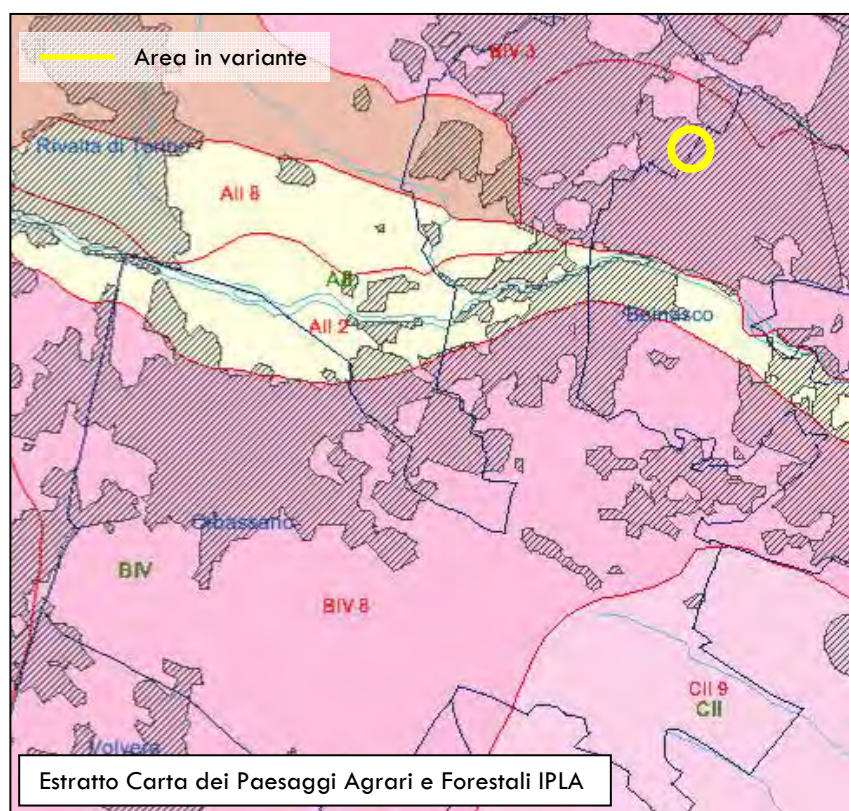 Area in variante
BIV 3
Rivalta di Torino
AII 8
AII
AII 2
Beinasco
Orbassano
BIV
BIV 8
CII 9
CII
Volvera
Estratto Carta dei Paesaggi Agrari e Forestali IPLA